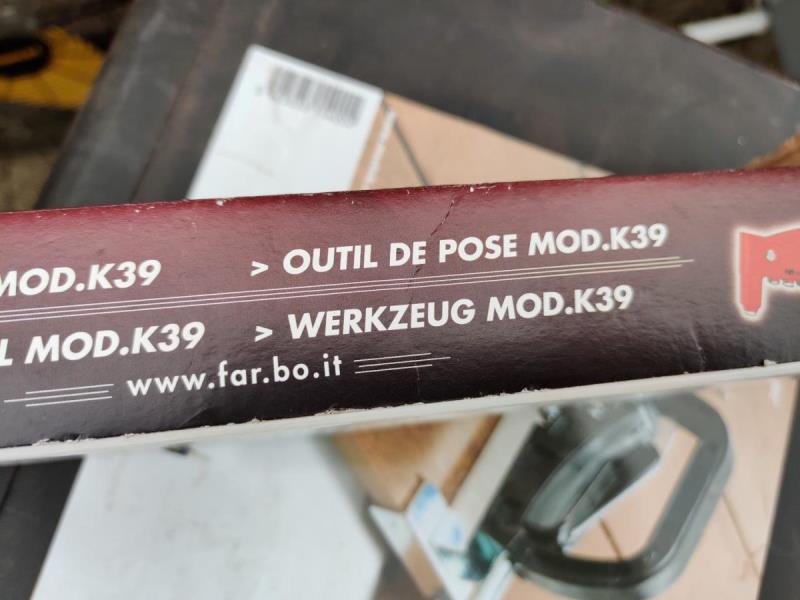 MOD.K39 > OUTIL DE POSE MOD.K39
L MOD.K39 > WERKZEUG MOD.K39
www.far.bo.it